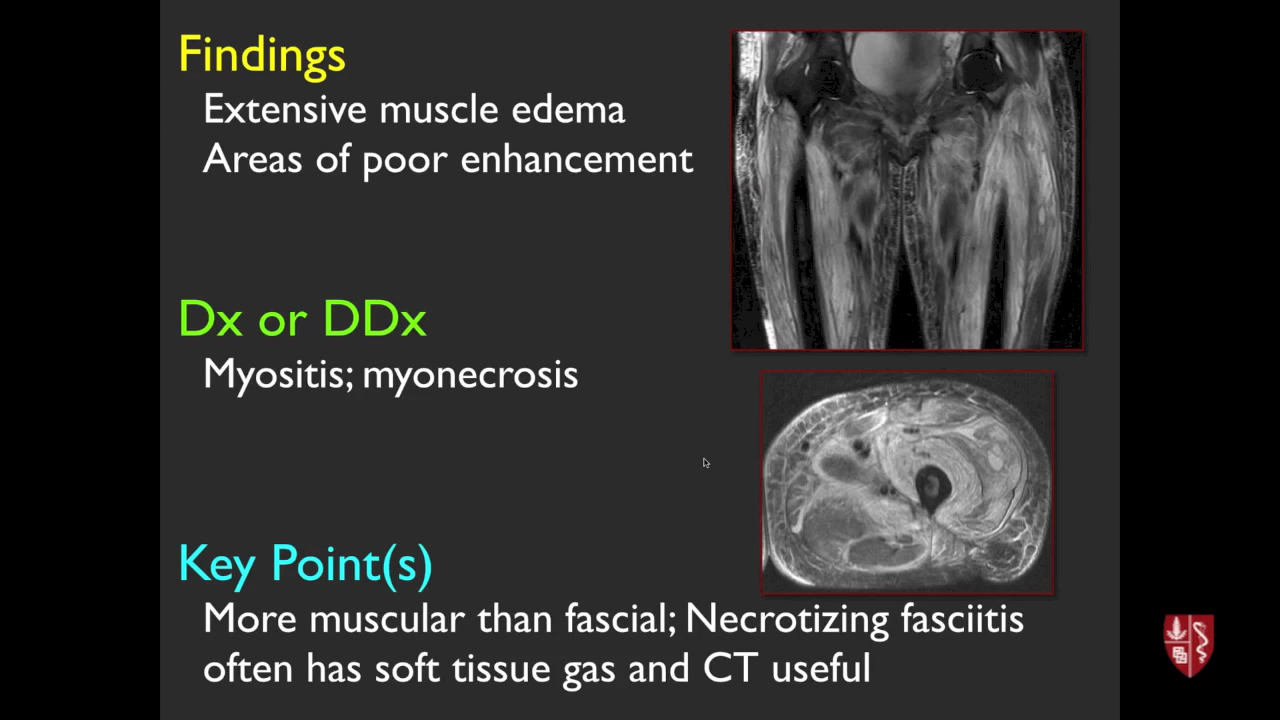 Findings
Extensive muscle edema
Areas of poor enhancement
Dx or DDx
Myositis; myonecrosis
Key Point(s)
More muscular than fascial; Necrotizing fasciitis
often has soft tissue gas and CT useful